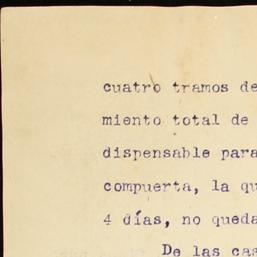 cuatro tramos de
miento total de
dispensable para
compuerta, la qu
4 días, no queda
De las cas